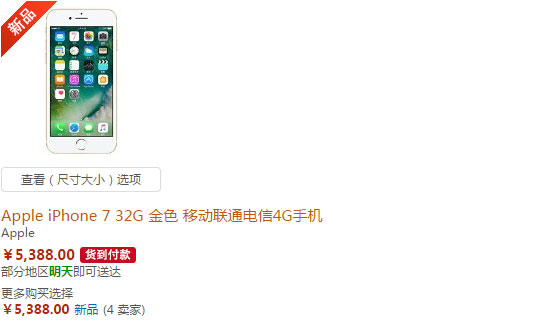 新品
查看（尺寸大小）选项
Apple iPhone 7 32G 金色 移动联通电信4G手机
Apple
￥5,388.00 货到付款
部分地区明天即可送达
更多购买选择
￥5,388.00 新品 (4 卖家)